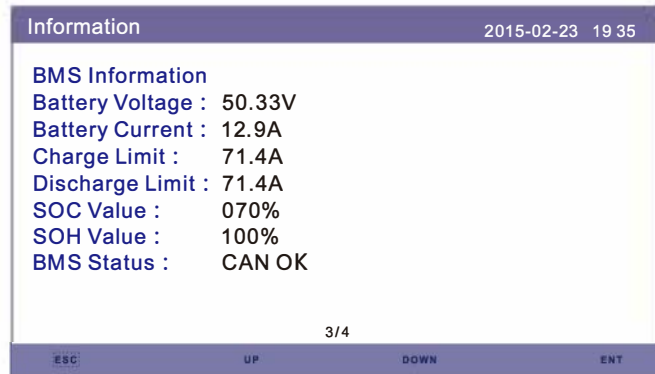 Information 2015-02-23 19 35
BMS Information
Battery Voltage : 50.33V
Battery Current : 12.9A
Charge Limit : 71.4A
Discharge Limit : 71.4A
SOC Value : 070%
SOH Value : 100%
BMS Status : CAN OK
3/4
ESC UP DOWN ENT